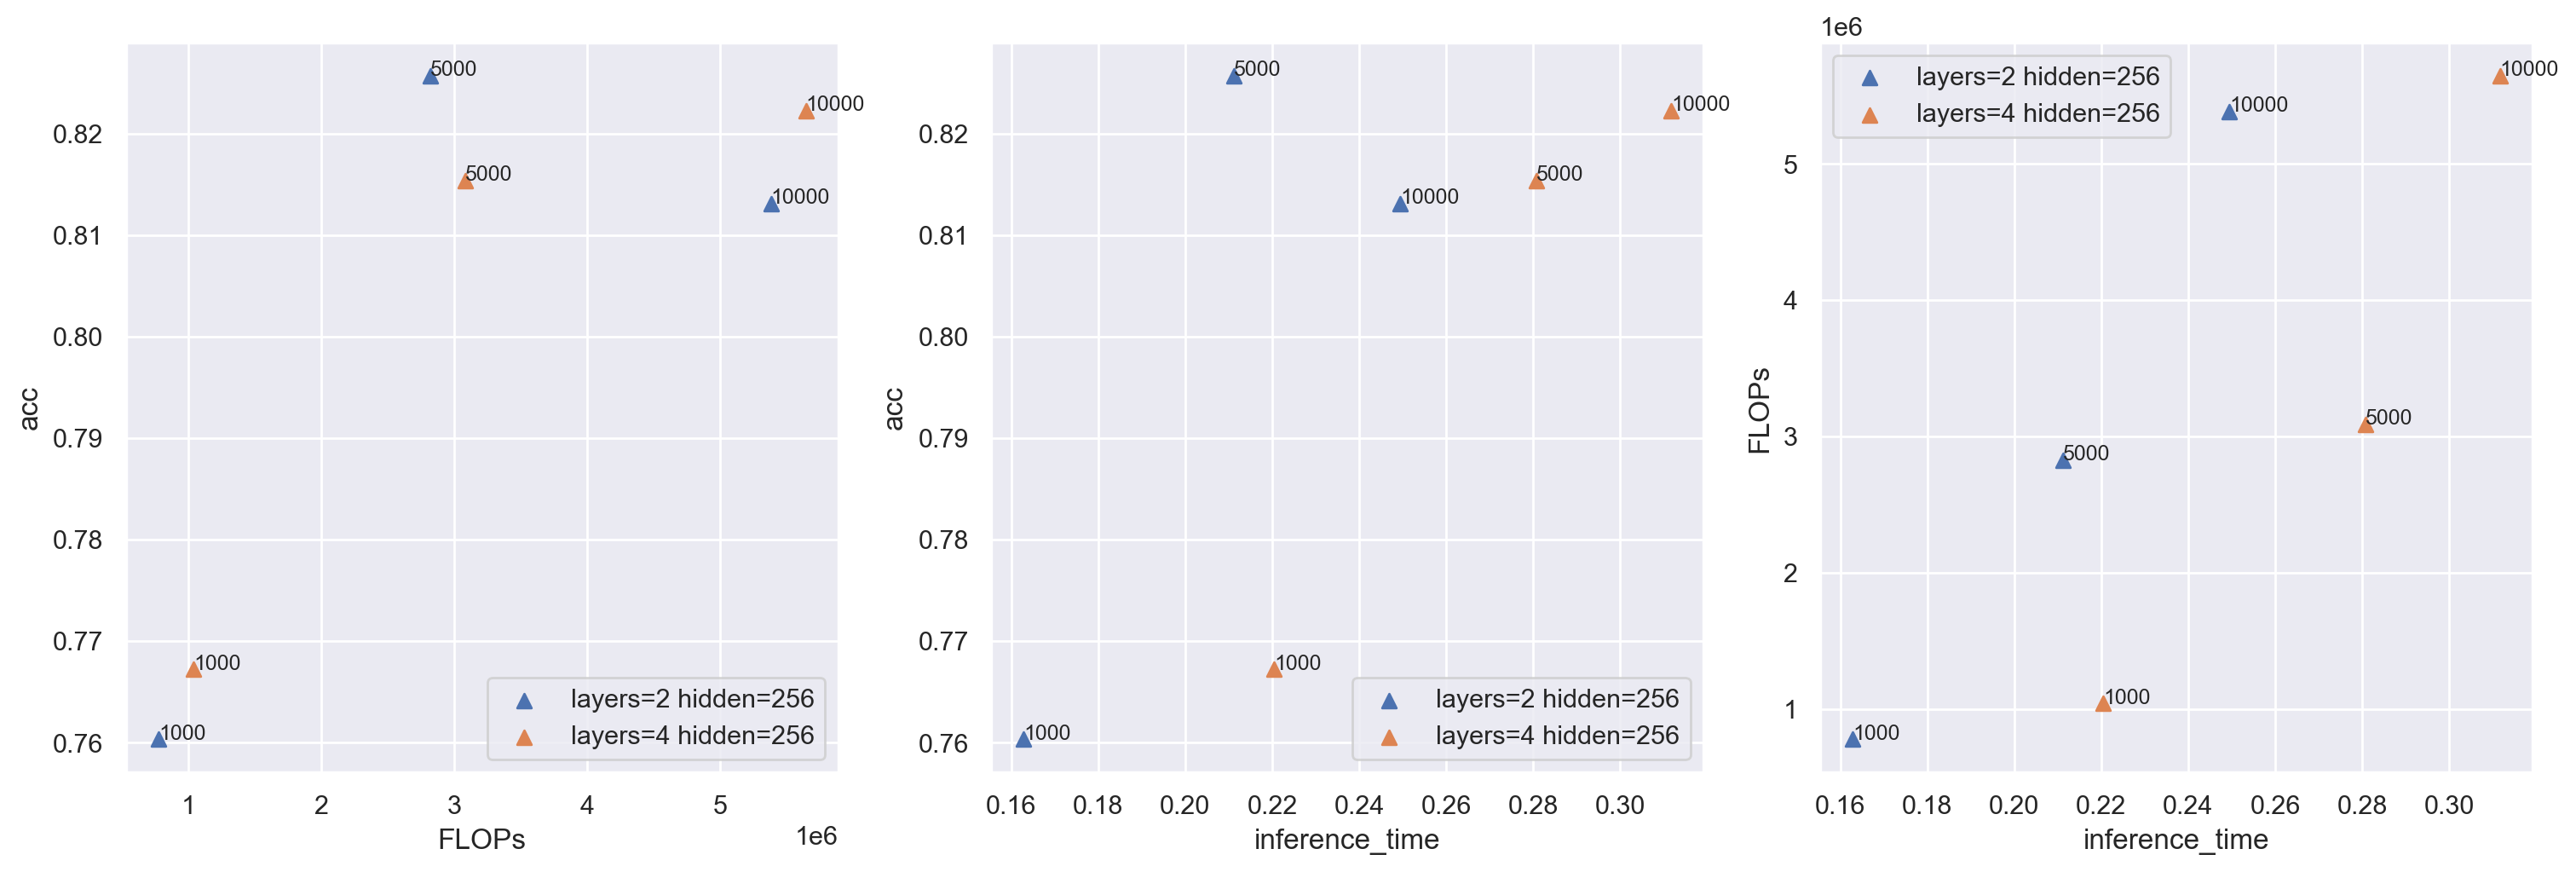 5000
10000
0.82
5000
10000
0.81
0.80
acc
0.79
0.78
0.77
1000
layers=2 hidden=256
1000
layers=4 hidden=256
0.76
1 2 3 4 5
FLOPs 1e6
5000
10000
0.82
5000
10000
0.81
0.80
acc
0.79
0.78
0.77
1000
layers=2 hidden=256
1000
layers=4 hidden=256
0.76
0.16 0.18 0.20 0.22 0.24 0.26 0.28 0.30
inference_time
1e6
layers=2 hidden=256
10000
10000
layers=4 hidden=256
5
4
FLOPs
5000
3
5000
2
1000
1
1000
0.16 0.18 0.20 0.22 0.24 0.26 0.28 0.30
inference_time